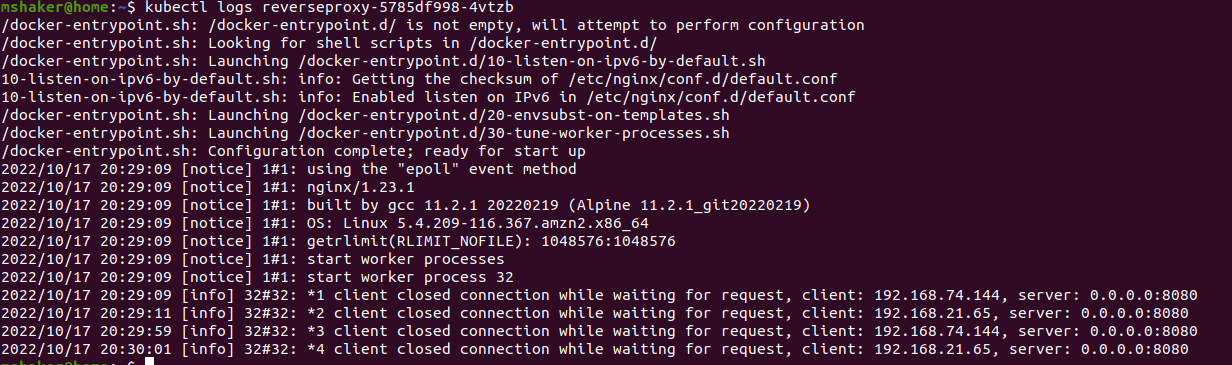 mshaker@home:~$ kubectl logs reverseproxy-5785df998-4vtzb
/docker-entrypoint.sh: /docker-entrypoint.d/ is not empty, will attempt to perform configuration
/docker-entrypoint.sh: Looking for shell scripts in /docker-entrypoint.d/
/docker-entrypoint.sh: Launching /docker-entrypoint.d/10-listen-on-ipv6-by-default.sh
10-listen-on-ipv6-by-default.sh: info: Getting the checksum of /etc/nginx/conf.d/default.conf
10-listen-on-ipv6-by-default.sh: info: Enabled listen on IPv6 in /etc/nginx/conf.d/default.conf
/docker-entrypoint.sh: Launching /docker-entrypoint.d/20-envsubst-on-templates.sh
/docker-entrypoint.sh: Launching /docker-entrypoint.d/30-tune-worker-processes.sh
/docker-entrypoint.sh: Configuration complete; ready for start up
2022/10/17 20:29:09 [notice] 1#1: using the "epoll" event method
2022/10/17 20:29:09 [notice] 1#1: nginx/1.23.1
2022/10/17 20:29:09 [notice] 1#1: built by gcc 11.2.1 20220219 (Alpine 11.2.1_git20220219)
2022/10/17 20:29:09 [notice] 1#1: OS: Linux 5.4.209-116.367.amzn2.x86_64
2022/10/17 20:29:09 [notice] 1#1: getrlimit(RLIMIT_NOFILE): 1048576:1048576
2022/10/17 20:29:09 [notice] 1#1: start worker processes
2022/10/17 20:29:09 [notice] 1#1: start worker process 32
2022/10/17 20:29:09 [info] 32#32: *1 client closed connection while waiting for request, client: 192.168.74.144, server: 0.0.0.0:8080
2022/10/17 20:29:11 [info] 32#32: *2 client closed connection while waiting for request, client: 192.168.21.65, server: 0.0.0.0:8080
2022/10/17 20:29:59 [info] 32#32: *3 client closed connection while waiting for request, client: 192.168.74.144, server: 0.0.0.0:8080
2022/10/17 20:30:01 [info] 32#32: *4 client closed connection while waiting for request, client: 192.168.21.65, server: 0.0.0.0:8080
mshaker@home:~$